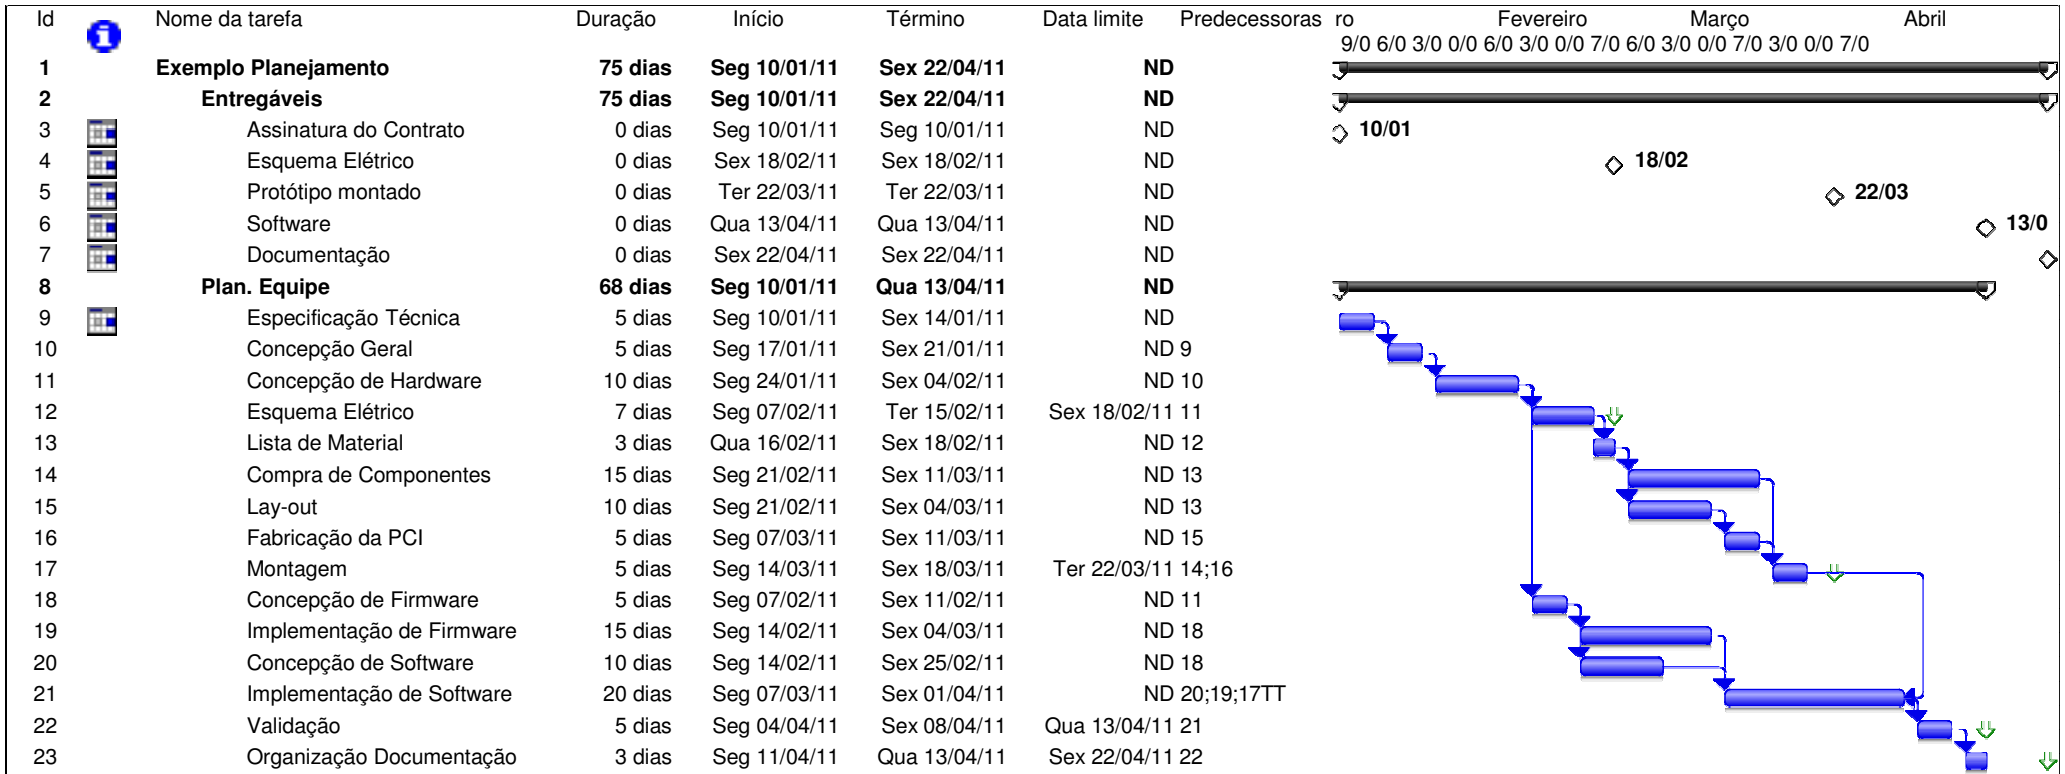 Id Nome da tarefa Duração Início Término Data limite Predecessoras ro Fevereiro Março Abril
9/0 6/0 3/0 0/0 6/0 3/0 0/0 7/0 6/0 3/0 0/0 7/0 3/0 0/0 7/0
1 Exemplo Planejamento 75 dias Seg 10/01/11 Sex 22/04/11 ND
2 Entregáveis 75 dias Seg 10/01/11 Sex 22/04/11 ND
3 Assinatura do Contrato 0 dias Seg 10/01/11 Seg 10/01/11 ND 10/01
4 Esquema Elétrico 0 dias Sex 18/02/11 Sex 18/02/11 ND 18/02
5 Protótipo montado 0 dias Ter 22/03/11 Ter 22/03/11 ND 22/03
6 Software 0 dias Qua 13/04/11 Qua 13/04/11 ND 13/0
7 Documentação 0 dias Sex 22/04/11 Sex 22/04/11 ND
8 Plan. Equipe 68 dias Seg 10/01/11 Qua 13/04/11 ND
9 Especificação Técnica 5 dias Seg 10/01/11 Sex 14/01/11 ND
10 Concepção Geral 5 dias Seg 17/01/11 Sex 21/01/11 ND 9
11 Concepção de Hardware 10 dias Seg 24/01/11 Sex 04/02/11 ND 10
12 Esquema Elétrico 7 dias Seg 07/02/11 Ter 15/02/11 Sex 18/02/11 11
13 Lista de Material 3 dias Qua 16/02/11 Sex 18/02/11 ND 12
14 Compra de Componentes 15 dias Seg 21/02/11 Sex 11/03/11 ND 13
15 Lay-out 10 dias Seg 21/02/11 Sex 04/03/11 ND 13
16 Fabricação da PCI 5 dias Seg 07/03/11 Sex 11/03/11 ND 15
17 Montagem 5 dias Seg 14/03/11 Sex 18/03/11 Ter 22/03/11 14;16
18 Concepção de Firmware 5 dias Seg 07/02/11 Sex 11/02/11 ND 11
19 Implementação de Firmware 15 dias Seg 14/02/11 Sex 04/03/11 ND 18
20 Concepção de Software 10 dias Seg 14/02/11 Sex 25/02/11 ND 18
21 Implementação de Software 20 dias Seg 07/03/11 Sex 01/04/11 ND 20;19;17TT
22 Validação 5 dias Seg 04/04/11 Sex 08/04/11 Qua 13/04/11 21
23 Organização Documentação 3 dias Seg 11/04/11 Qua 13/04/11 Sex 22/04/11 22